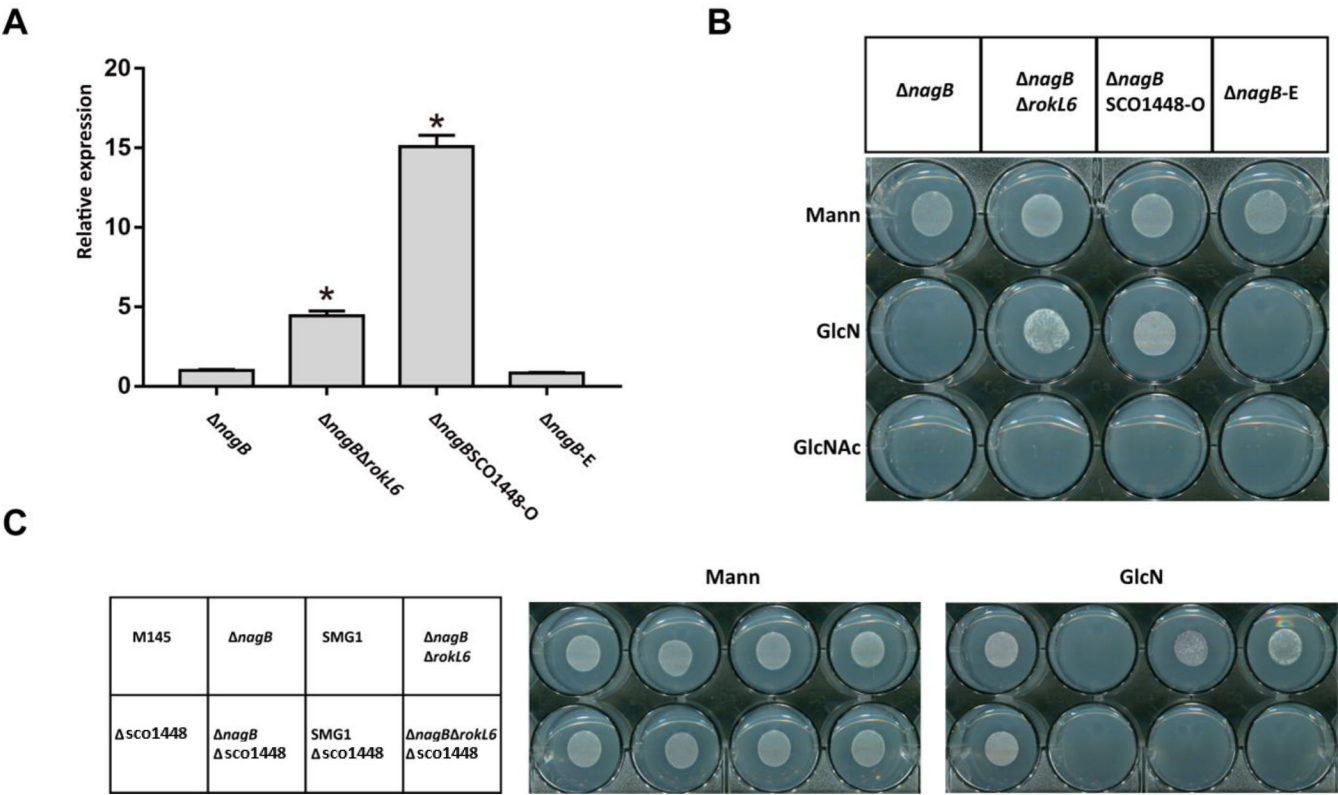 A
Relative expression
20
15
10
5
0
*
*
ΔnagB
ΔnagBΔrokL6
ΔnagBSCO1448-O
ΔnagB-E
B
ΔnagB
ΔnagB
ΔrokL6
ΔnagB
SCO1448-O
ΔnagB-E
Mann
GlcN
GlcNAc
C
M145
ΔnagB
SMG1
ΔnagB
ΔrokL6
Δsco1448
ΔnagB
Δsco1448
SMG1
Δsco1448
ΔnagBΔrokL6
Δsco1448
Mann
GlcN